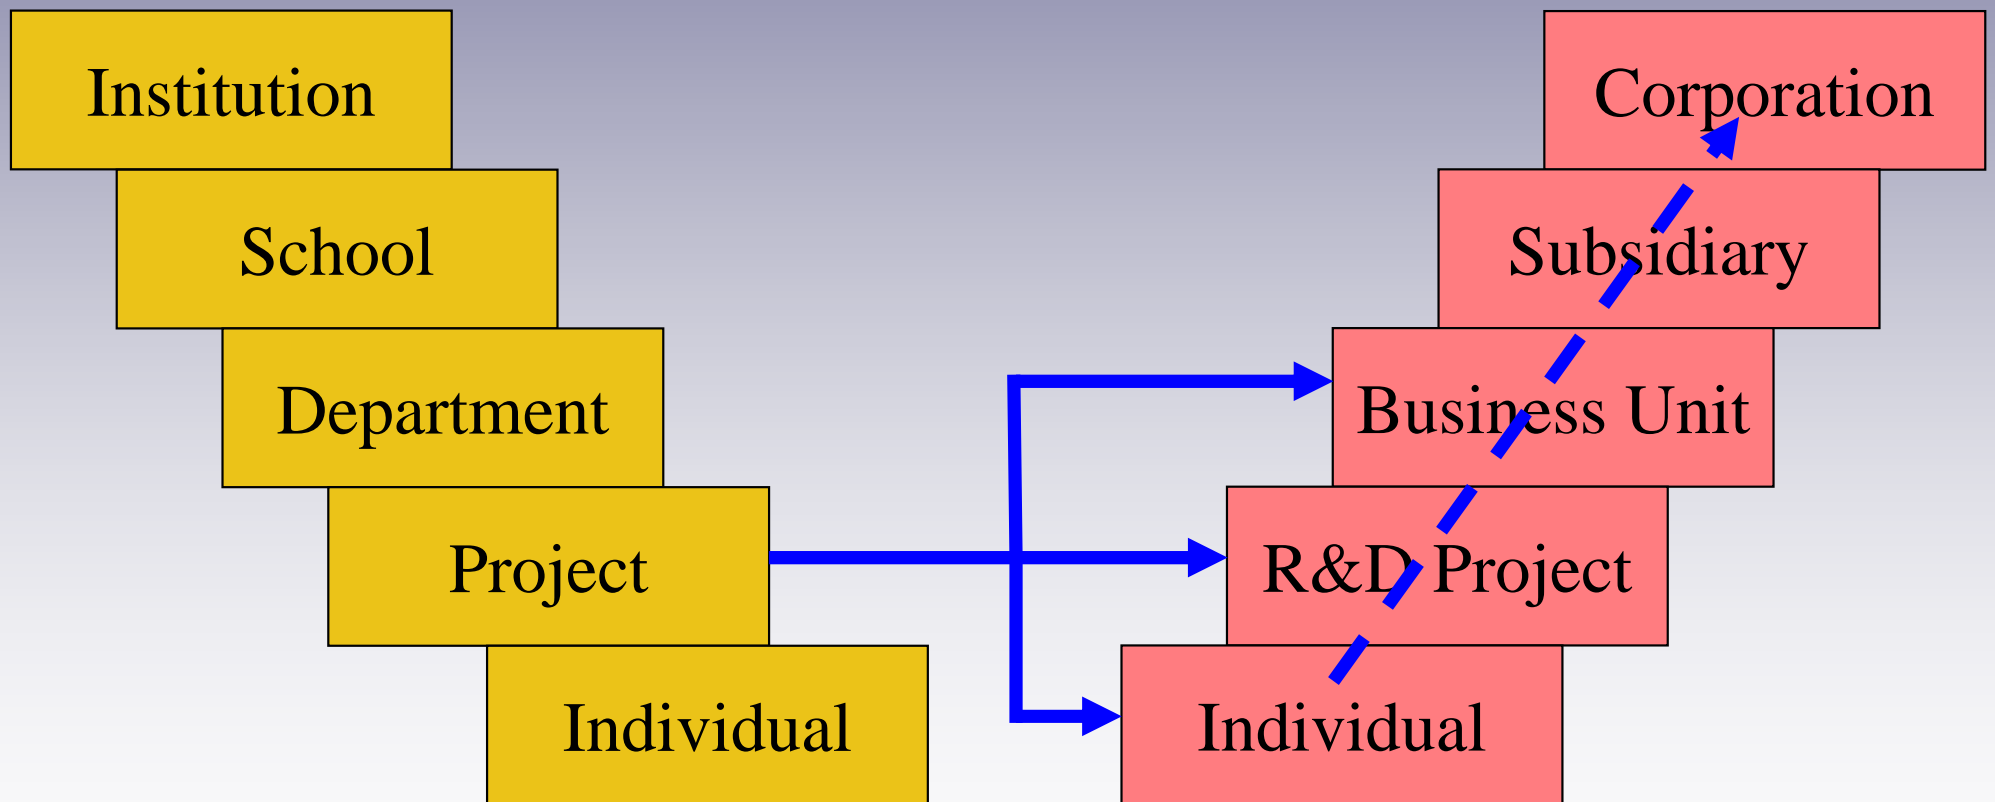 Institution
Corporation
School
Subsidiary
Department
Business Unit
Project
R&D Project
Individual
Individual